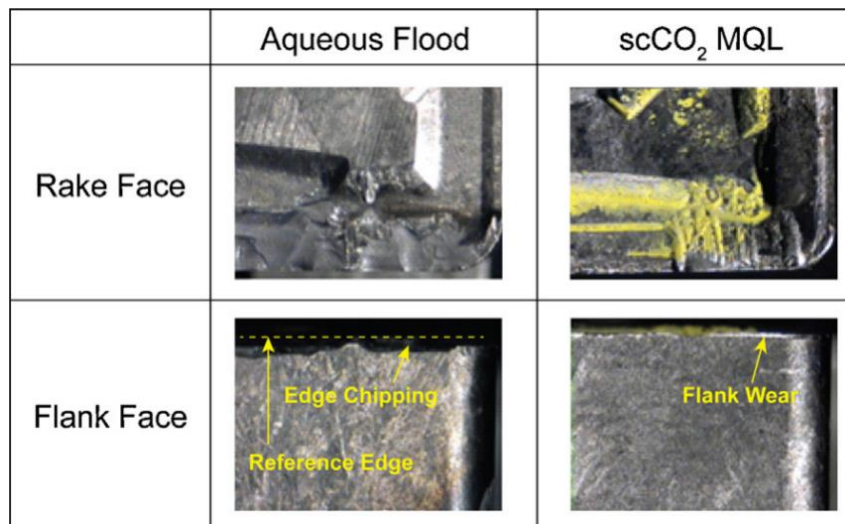 Aqueous Flood
scCO₂ MQL
Rake Face
Flank Face
Edge Chipping
Reference Edge
Flank Wear